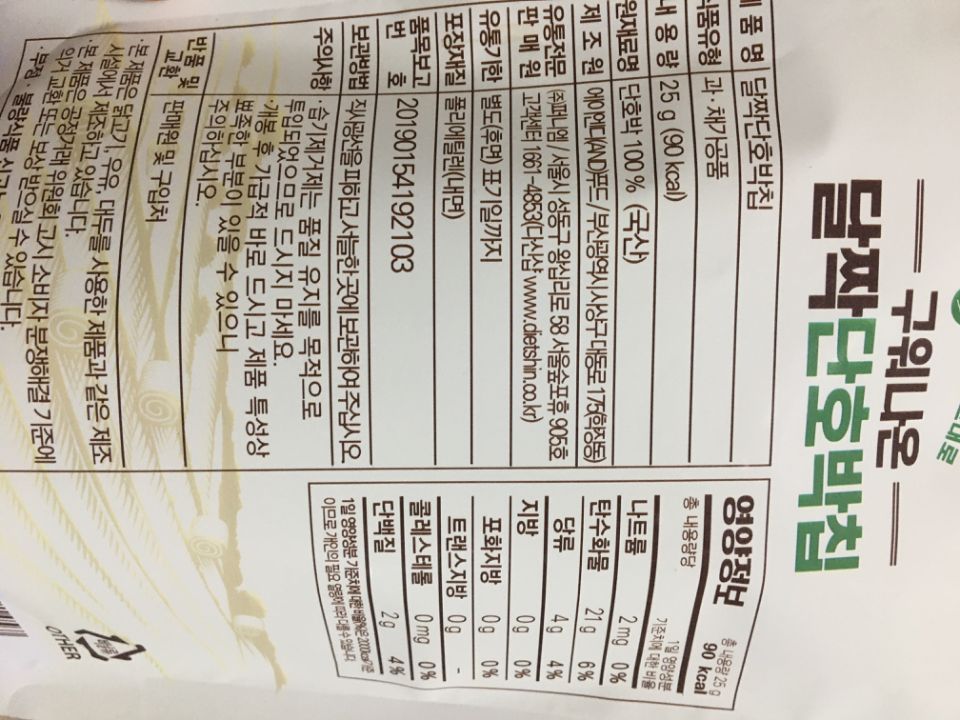 구워나온
달짝단호박칩
달짝단호박칩
과·채가공품
내 용 량 25 g (90 kcal)
원재료명 단호박 100 % (국산)
제 조 원 에이앤디(AND)푸드 / 부산광역시 사상구 대동로 175(학장동)
유통전문
판 매 원
㈜피니엠 / 서울시 성동구 왕십리로 58 서울숲포휴 905호
고객센터 1661-4853(다신샵 www.dietshin.co.kr)
유통기한 별도(후면) 표기일까지
포장재질 폴리에틸렌(내면)
품목보고
번 호
20190154192103
보관방법 직사광선을 피하고 서늘한 곳에 보관하여 주십시오
주의사항 ·습기제거제는 품질 유지를 목적으로
투입되었으므로 드시지 마세요.
·개봉 후 가급적 바로 드시고 제품 특성상
뾰족한 부분이 있을 수 있으니
주의하십시오.
반품 및
교환
판매원 및 구입처
·본 제품은 닭고기, 우유, 대두를 사용한 제품과 같은 제조
시설에서 제조하고 있습니다.
·본 제품은 공정거래 위원회 고시 소비자 분쟁해결 기준에
의거 교환 또는 보상 받으실 수 있습니다.
·부정·불량식품
영양정보
총 내용량 25 g
90 kcal
총 내용량당
1일 영양성분
기준치에 대한 비율
나트륨 2 mg 0%
탄수화물 21 g 6%
당류 4 g 4%
지방 0 g 0%
포화지방 0 g 0%
트랜스지방 0 g -
콜레스테롤 0 mg 0%
단백질 2 g 4%
1일 영양성분 기준치에 대한 비율(%)은 2000kcal 기준
이므로 개인의 필요 열량에 따라 다를 수 있습니다.
OTHER